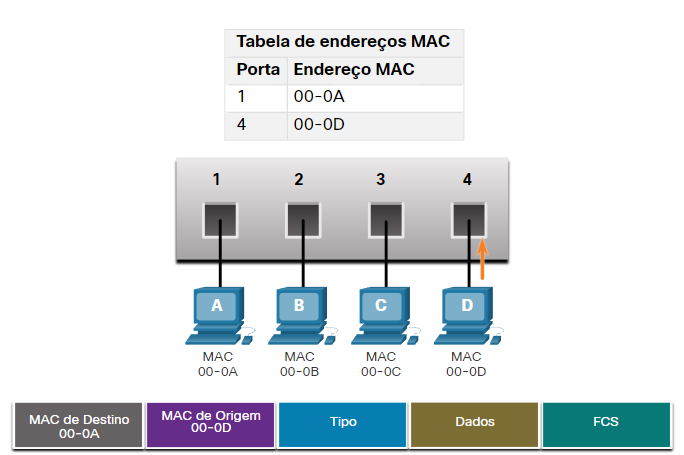 Tabela de endereços MAC
Porta Endereço MAC
1 00-0A
4 00-0D
1 2 3 4
A B C D
MAC MAC MAC MAC
00-0A 00-0B 00-0C 00-0D
MAC de Destino
00-0A
MAC de Origem
00-0D
Tipo
Dados
FCS